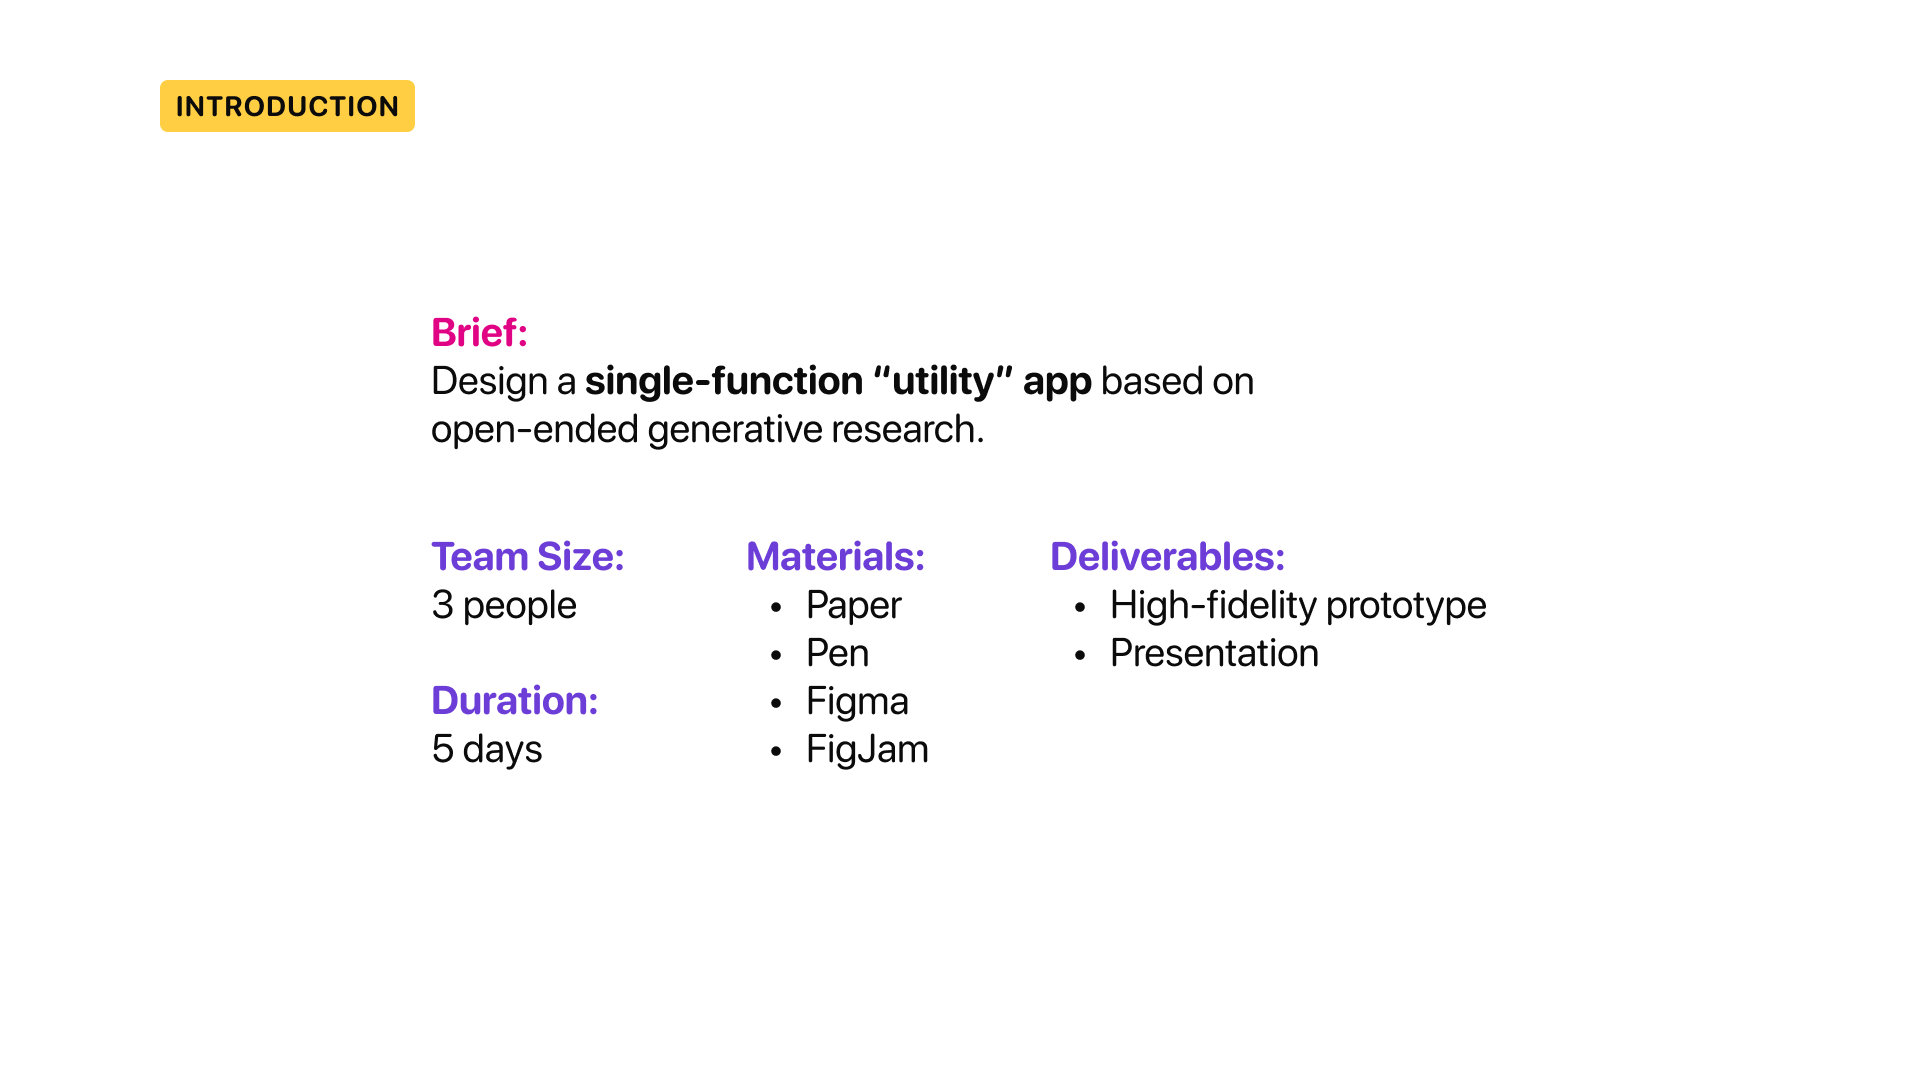 INTRODUCTION
Brief:
Design a single-function “utility” app based on
open-ended generative research.
Team Size:
3 people
Duration:
5 days
Materials:
• Paper
• Pen
• Figma
• FigJam
Deliverables:
• High-fidelity prototype
• Presentation